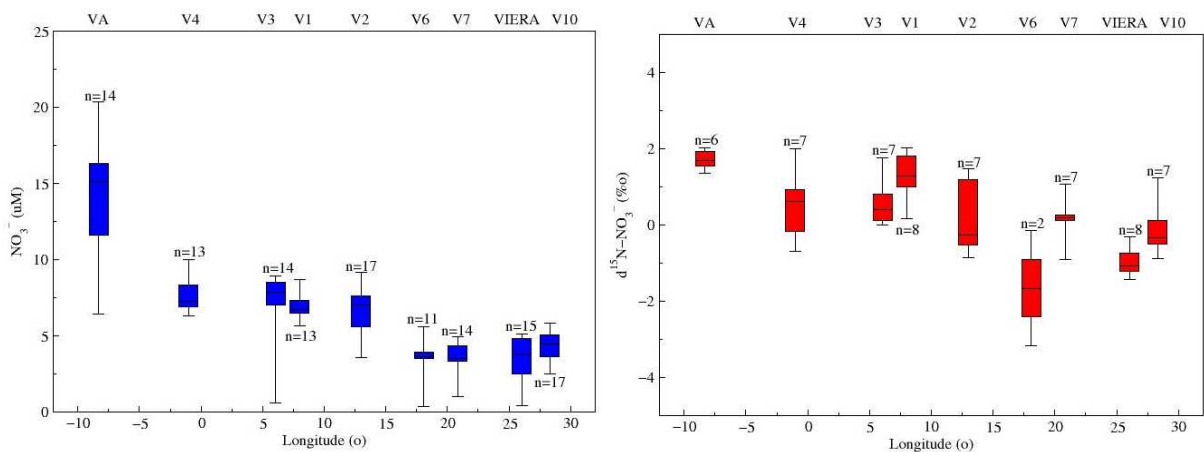 VA V4 V3 V1 V2 V6 V7 VIERA V10
25
20
15
10
5
0
NO3− (uM)
n=14
n=13
n=14
n=13
n=17
n=11
n=14
n=15
n=17
−10 −5 0 5 10 15 20 25 30
Longitude (o)
VA V4 V3 V1 V2 V6 V7 VIERA V10
4
2
0
−2
−4
d15N−NO3− (%o)
n=6
n=7
n=7
n=8
n=7
n=2
n=7
n=8
n=7
−10 −5 0 5 10 15 20 25 30
Longitude (o)